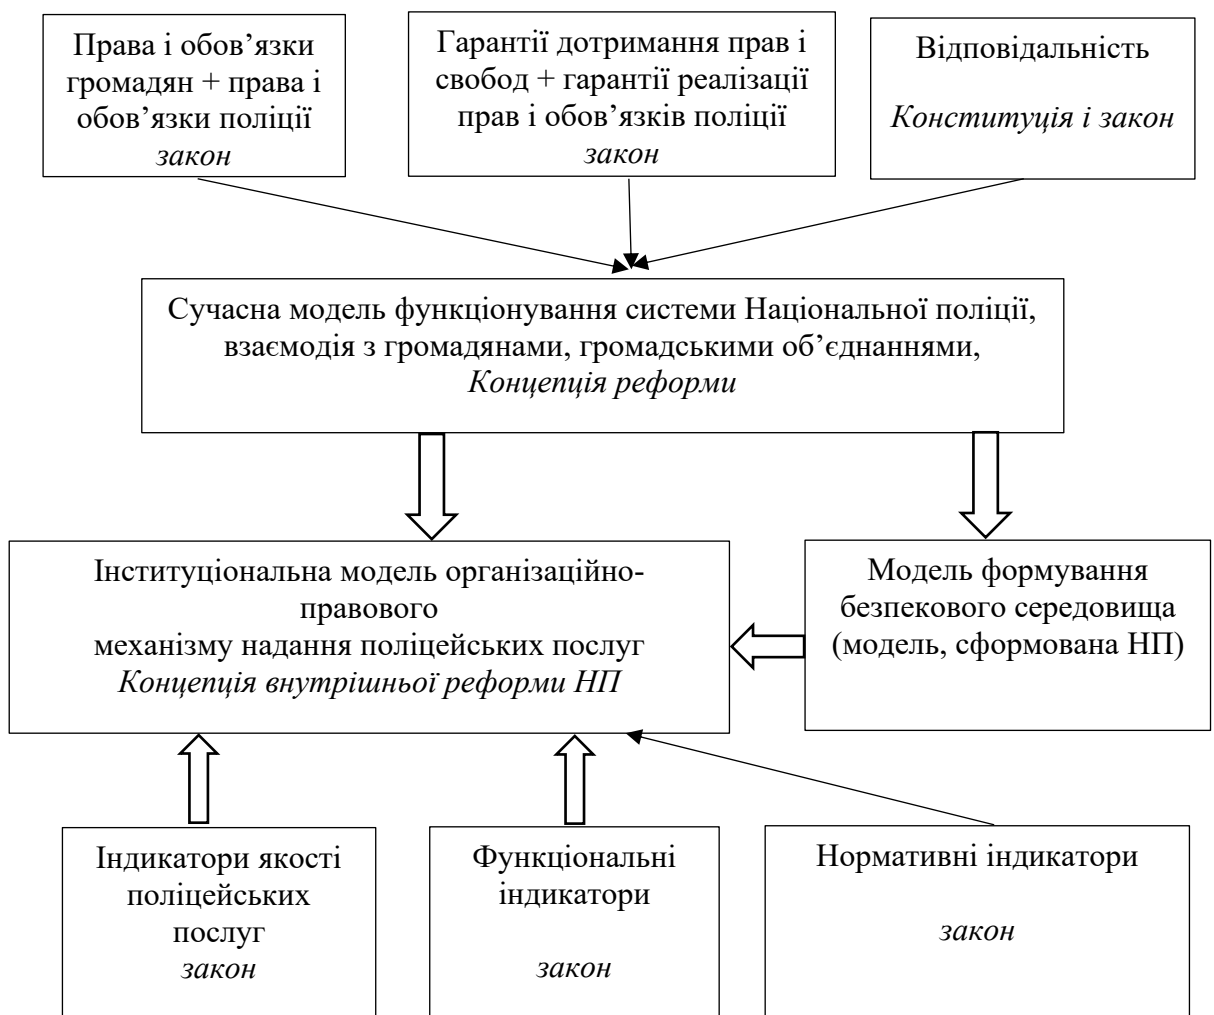 Права і обов’язки
громадян + права і
обов’язки поліції
закон
Гарантії дотримання прав і
свобод + гарантії реалізації
прав і обов’язків поліції
закон
Відповідальність
Конституція і закон
Сучасна модель функціонування системи Національної поліції,
взаємодія з громадянами, громадськими об’єднаннями,
Концепція реформи
Інституціональна модель організаційно-
правового
механізму надання поліцейських послуг
Концепція внутрішньої реформи НП
Модель формування
безпекового середовища
(модель, сформована НП)
Індикатори якості
поліцейських
послуг
закон
Функціональні
індикатори
закон
Нормативні індикатори
закон